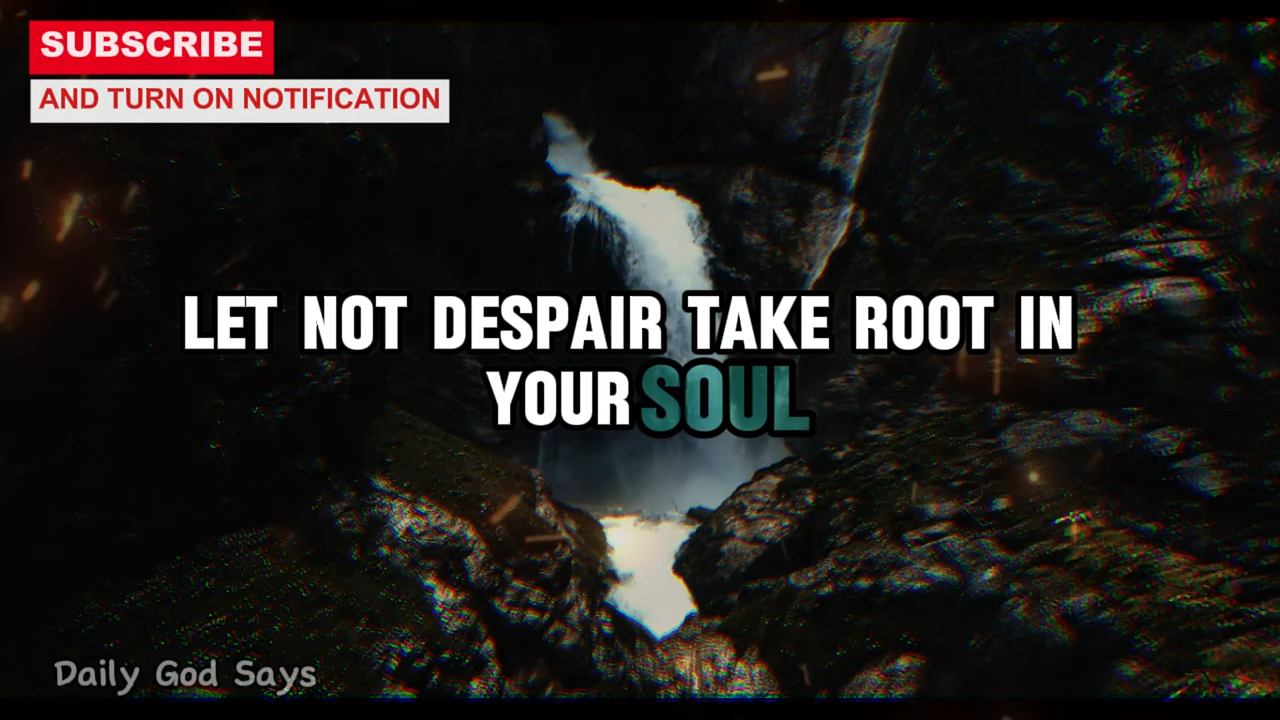 SUBSCRIBE
AND TURN ON NOTIFICATION
LET NOT DESPAIR TAKE ROOT IN
YOUR SOUL
Daily God Says